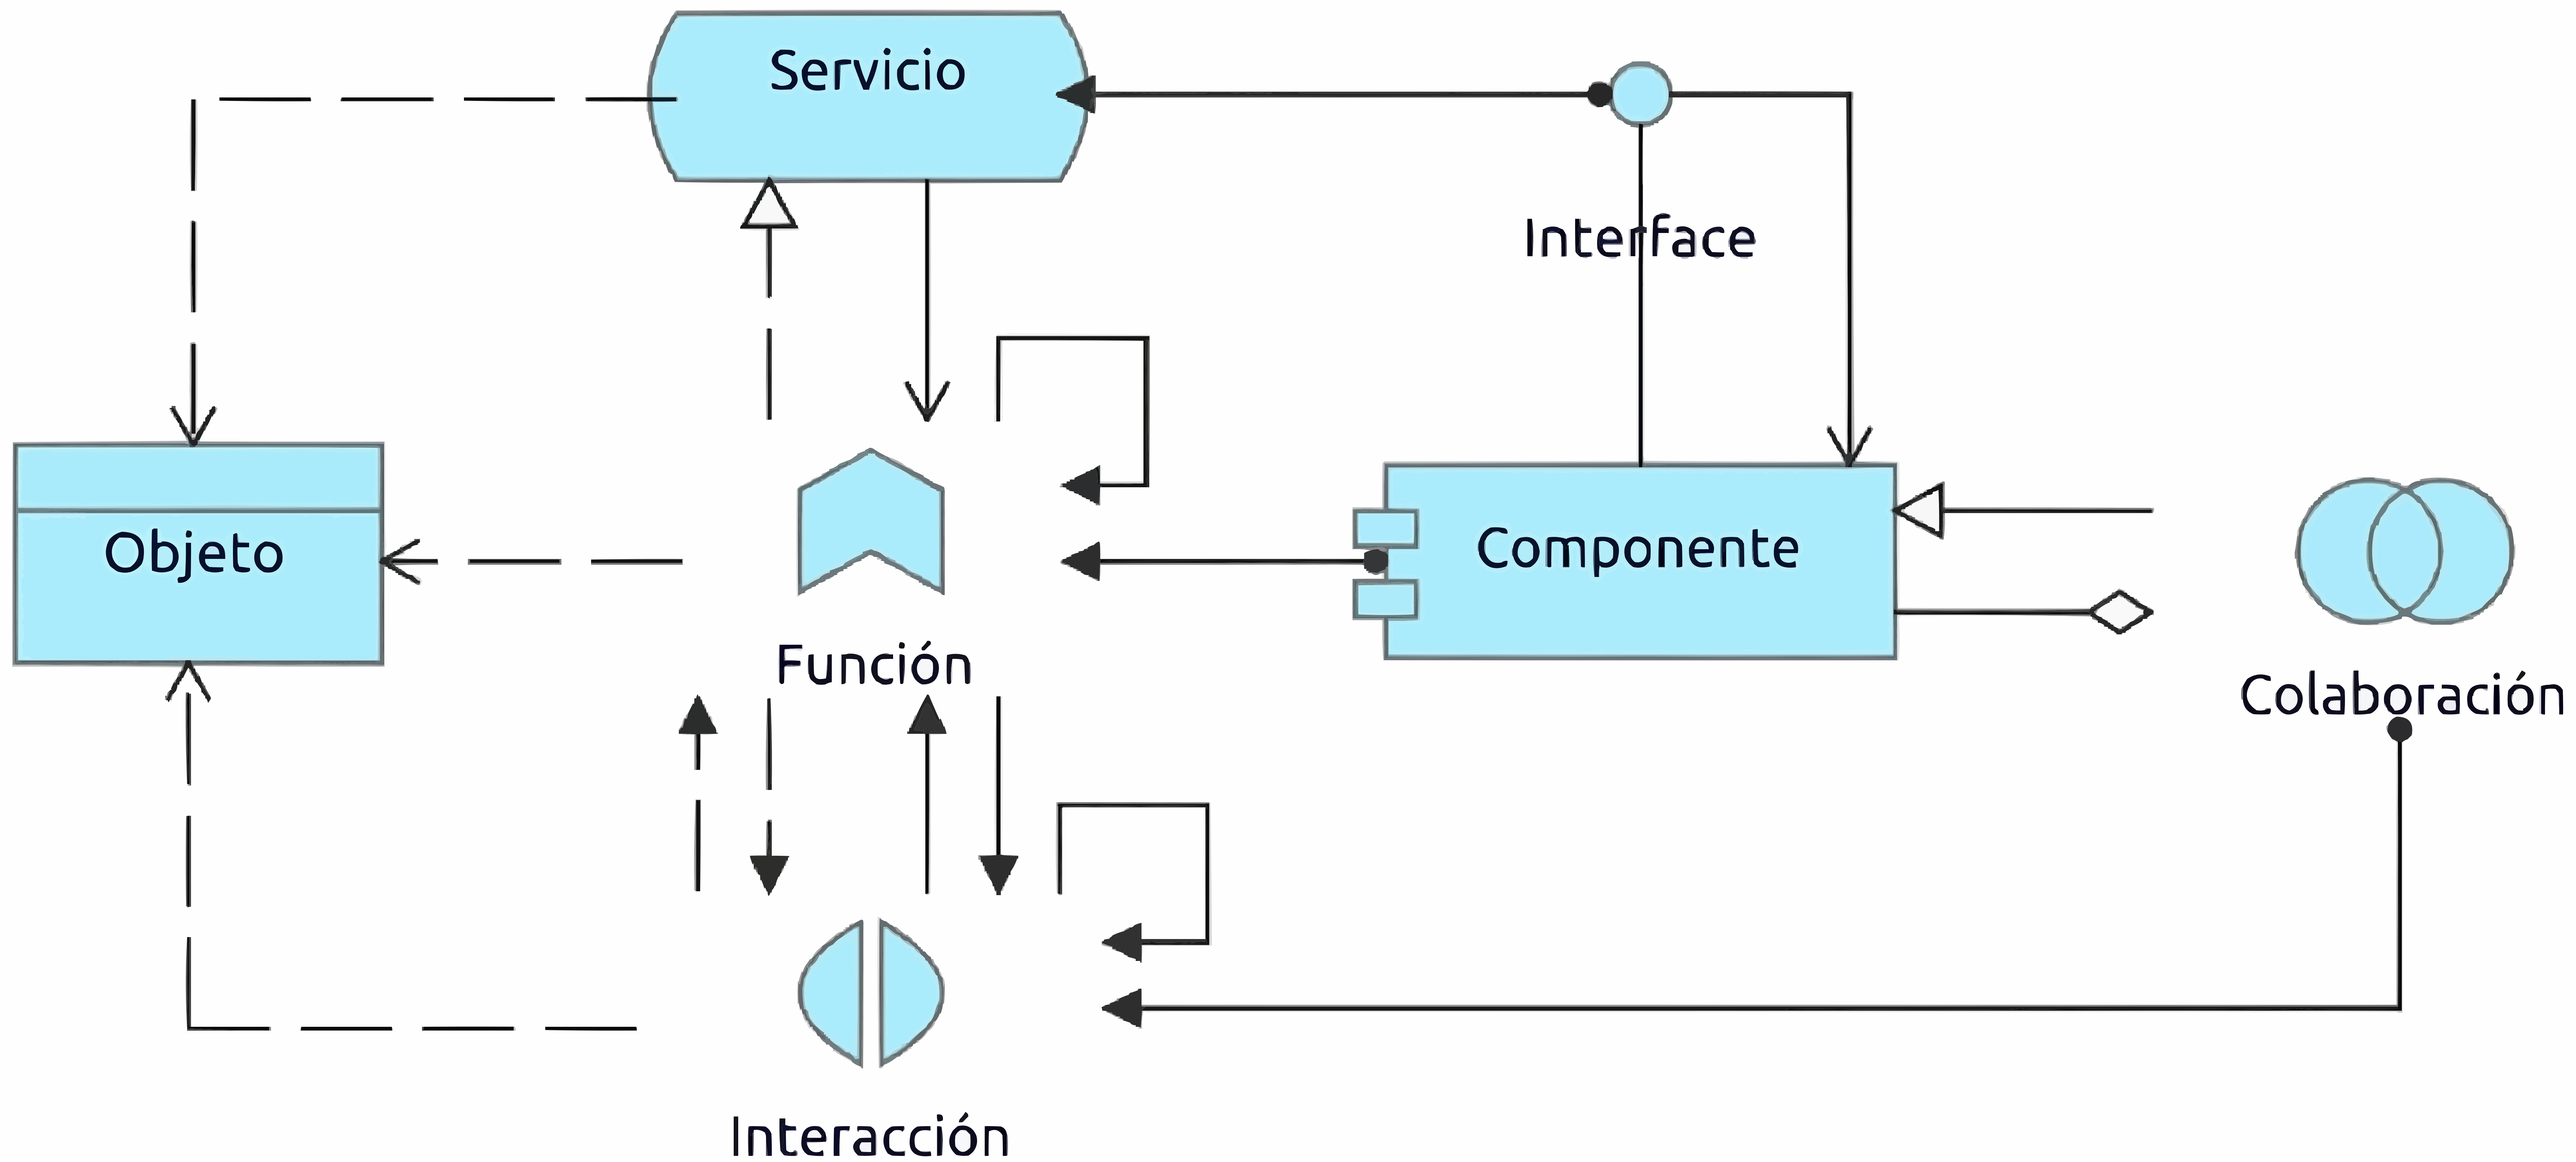 Servicio
Interface
Objeto
Componente
Función
Colaboración
Interacción